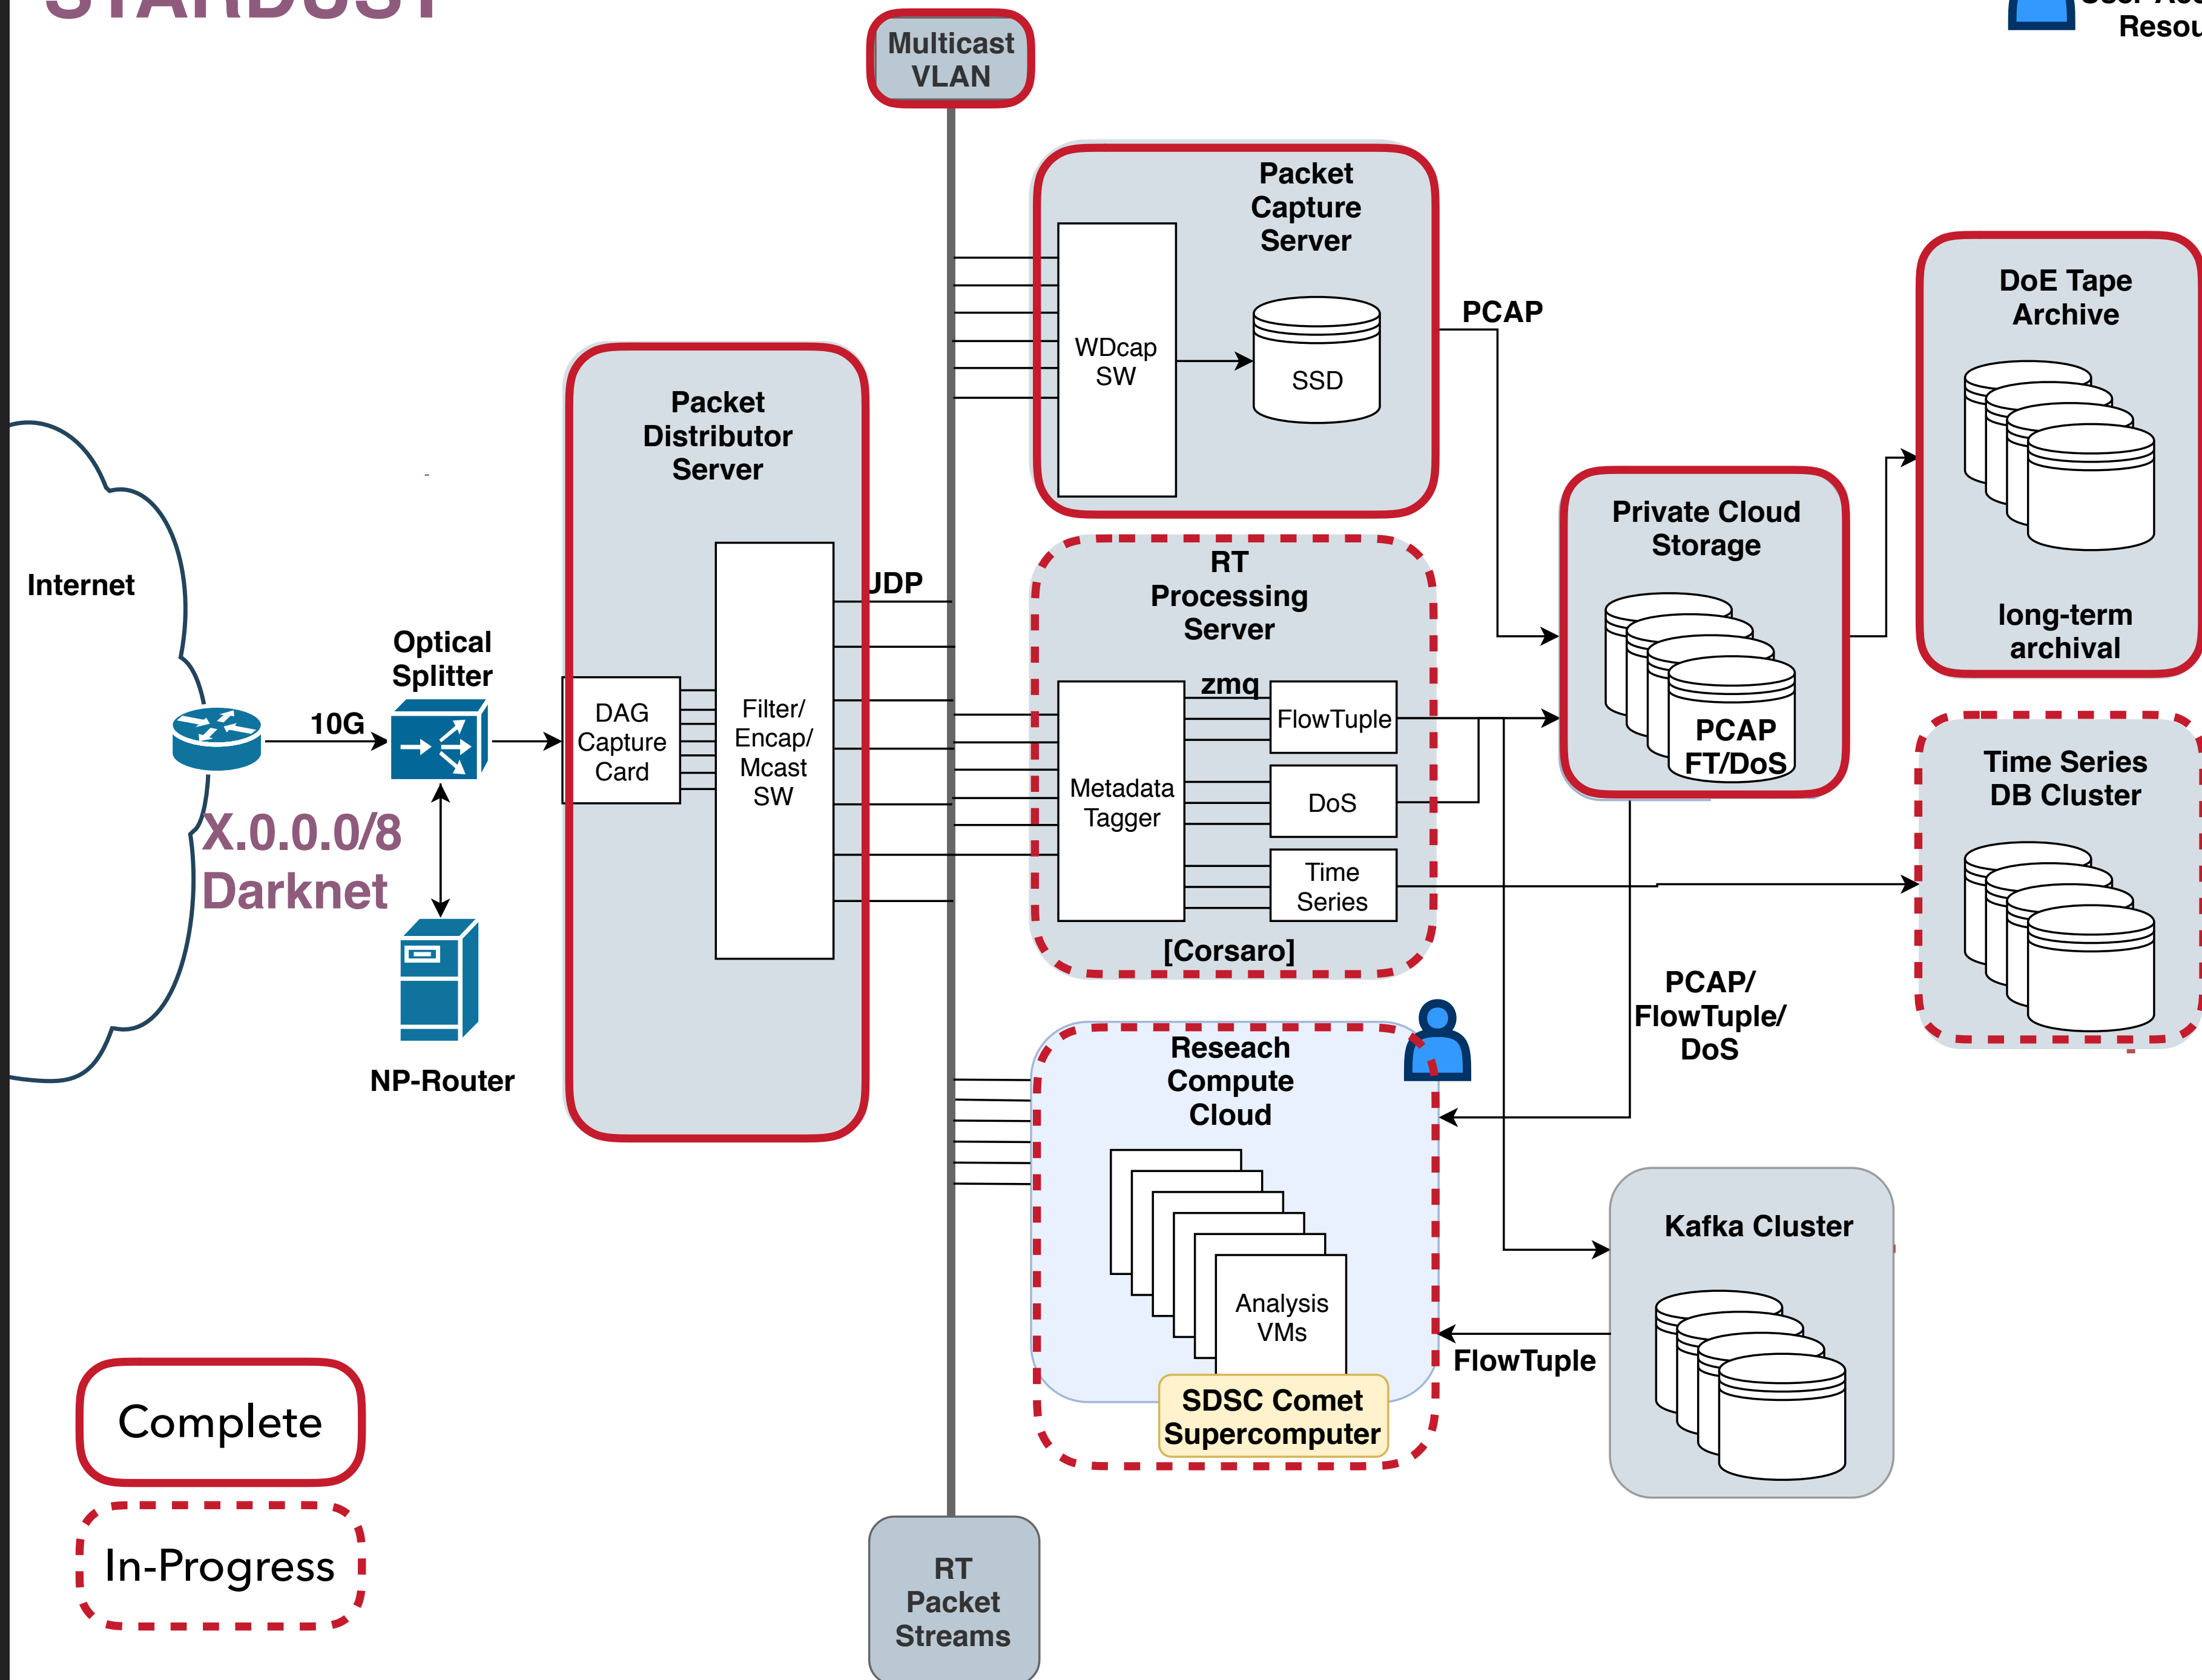 STARDUST
Resou
Multicast
VLAN
Packet
Capture
Server
WDcap
SW
SSD
PCAP
DoE Tape
Archive
long-term
archival
Packet
Distributor
Server
DAG
Capture
Card
Filter/
Encap/
Mcast
SW
UDP
Internet
10G
Optical
Splitter
X.0.0.0/8
Darknet
NP-Router
RT
Processing
Server
zmq
Metadata
Tagger
FlowTuple
DoS
Time
Series
[Corsaro]
Private Cloud
Storage
PCAP
FT/DoS
Time Series
DB Cluster
PCAP/
FlowTuple/
DoS
Reseach
Compute
Cloud
Analysis
VMs
SDSC Comet
Supercomputer
FlowTuple
Kafka Cluster
Complete
In-Progress
RT
Packet
Streams